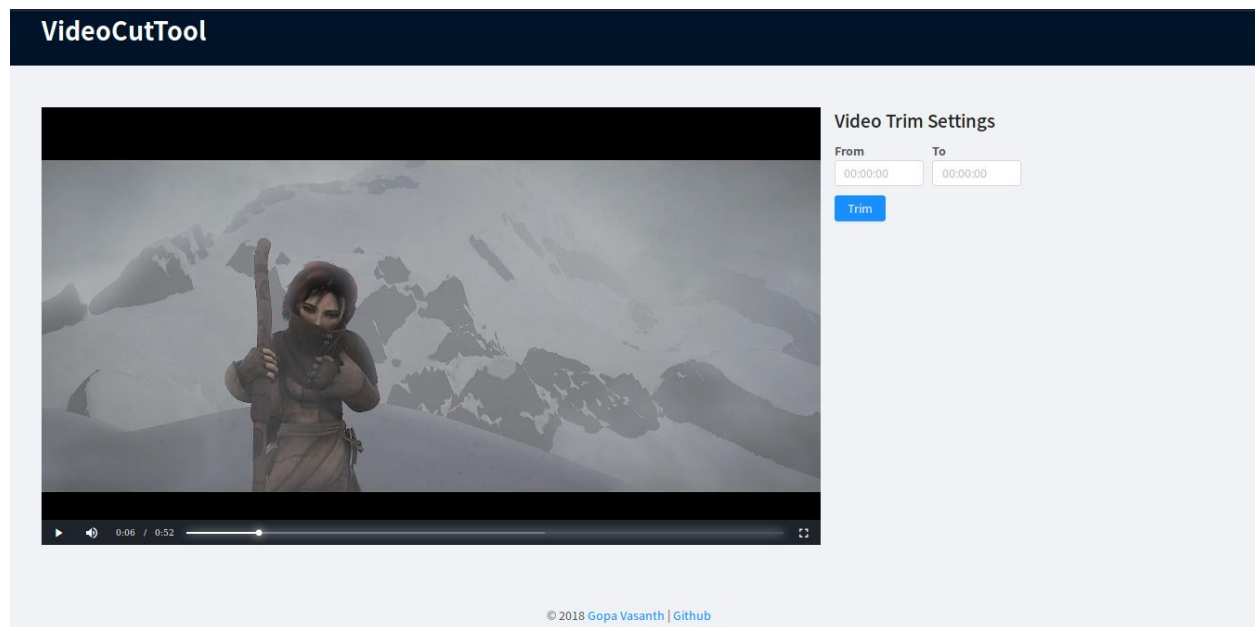 VideoCutTool
Video Trim Settings
From To
00:00:00 00:00:00
Trim
0:06 / 0:52
© 2018 Gopa Vasanth | Github